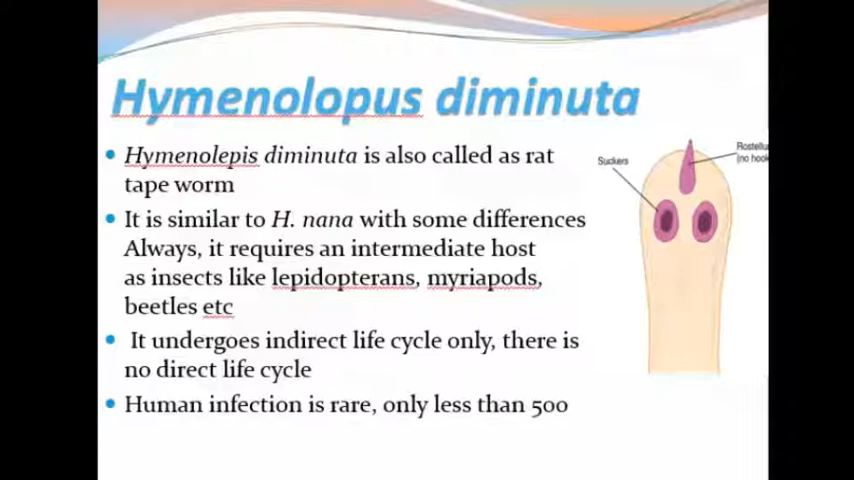 Hymenolopus diminuta
• Hymenolepis diminuta is also called as rat
tape worm
• It is similar to H. nana with some differences
Always, it requires an intermediate host
as insects like lepidopterans, myriapods,
beetles etc
• It undergoes indirect life cycle only, there is
no direct life cycle
• Human infection is rare, only less than 500
Suckers
Rostellu
(no hook